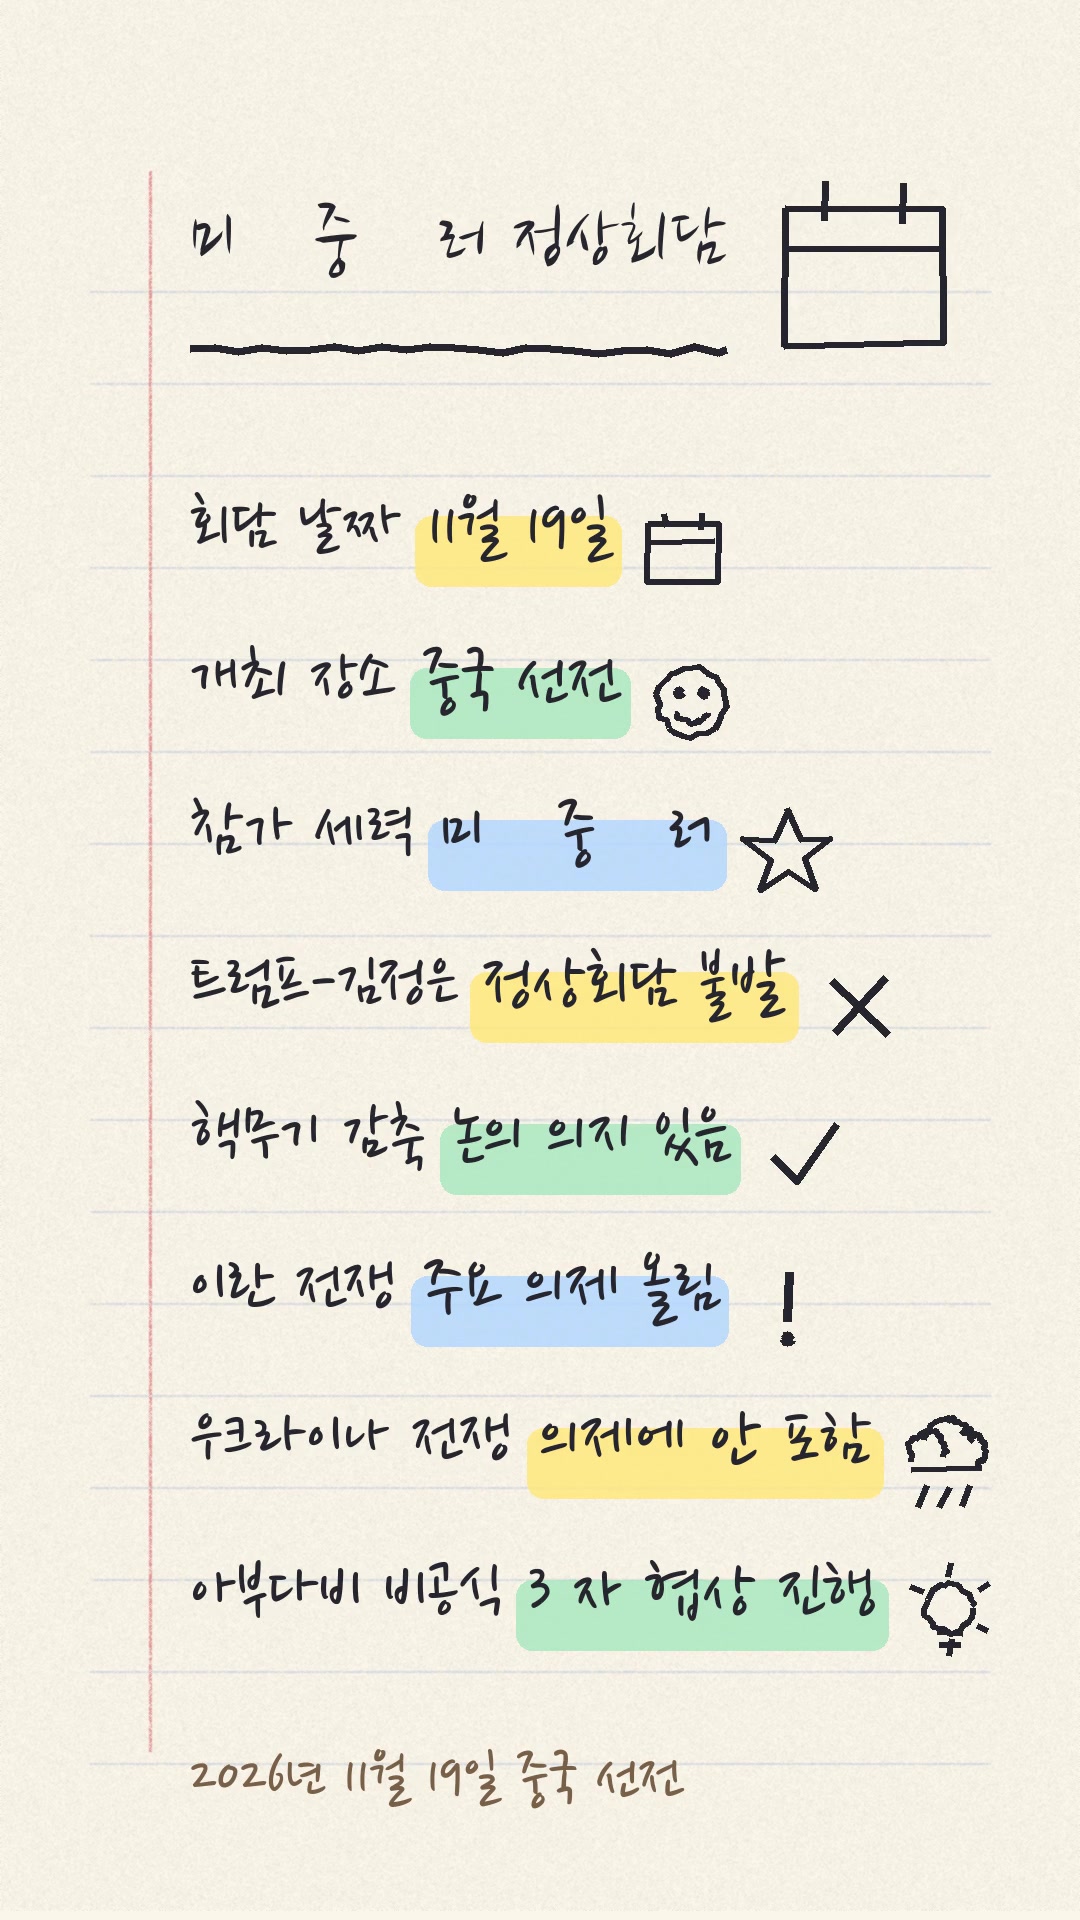 미 중 러 정상회담
회담 날짜 11월 19일
개최 장소 중국 선전
참가 세력 미 중 러
트럼프-김정은 정상회담 불발
핵무기 감축 논의 의지 있음
이란 전쟁 주요 의제 올림
우크라이나 전쟁 의제에 안 포함
아부다비 비공식 3 자 협상 진행
2026년 11월 19일 중국 선전